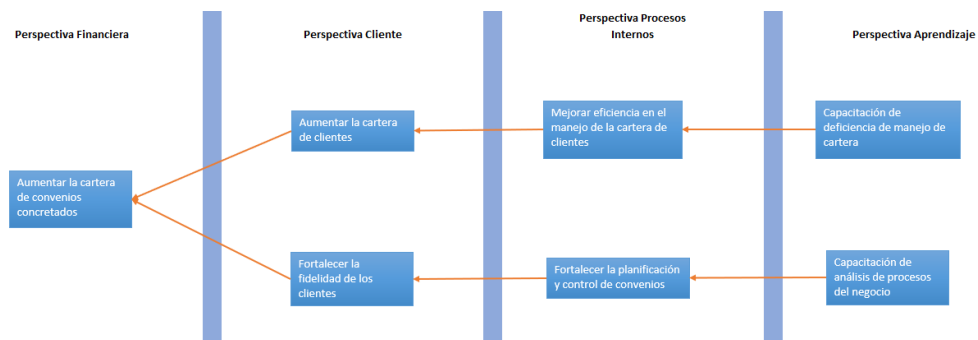 Perspectiva Financiera
Perspectiva Cliente
Perspectiva Procesos
Internos
Perspectiva Aprendizaje
Aumentar la cartera
de clientes
Mejorar eficiencia en el
manejo de la cartera de
clientes
Capacitación de
deficiencia de manejo de
cartera
Aumentar la cartera
de convenios
concretados
Fortalecer la
fidelidad de los
clientes
Fortalecer la planificación
y control de convenios
Capacitación de
análisis de procesos
del negocio